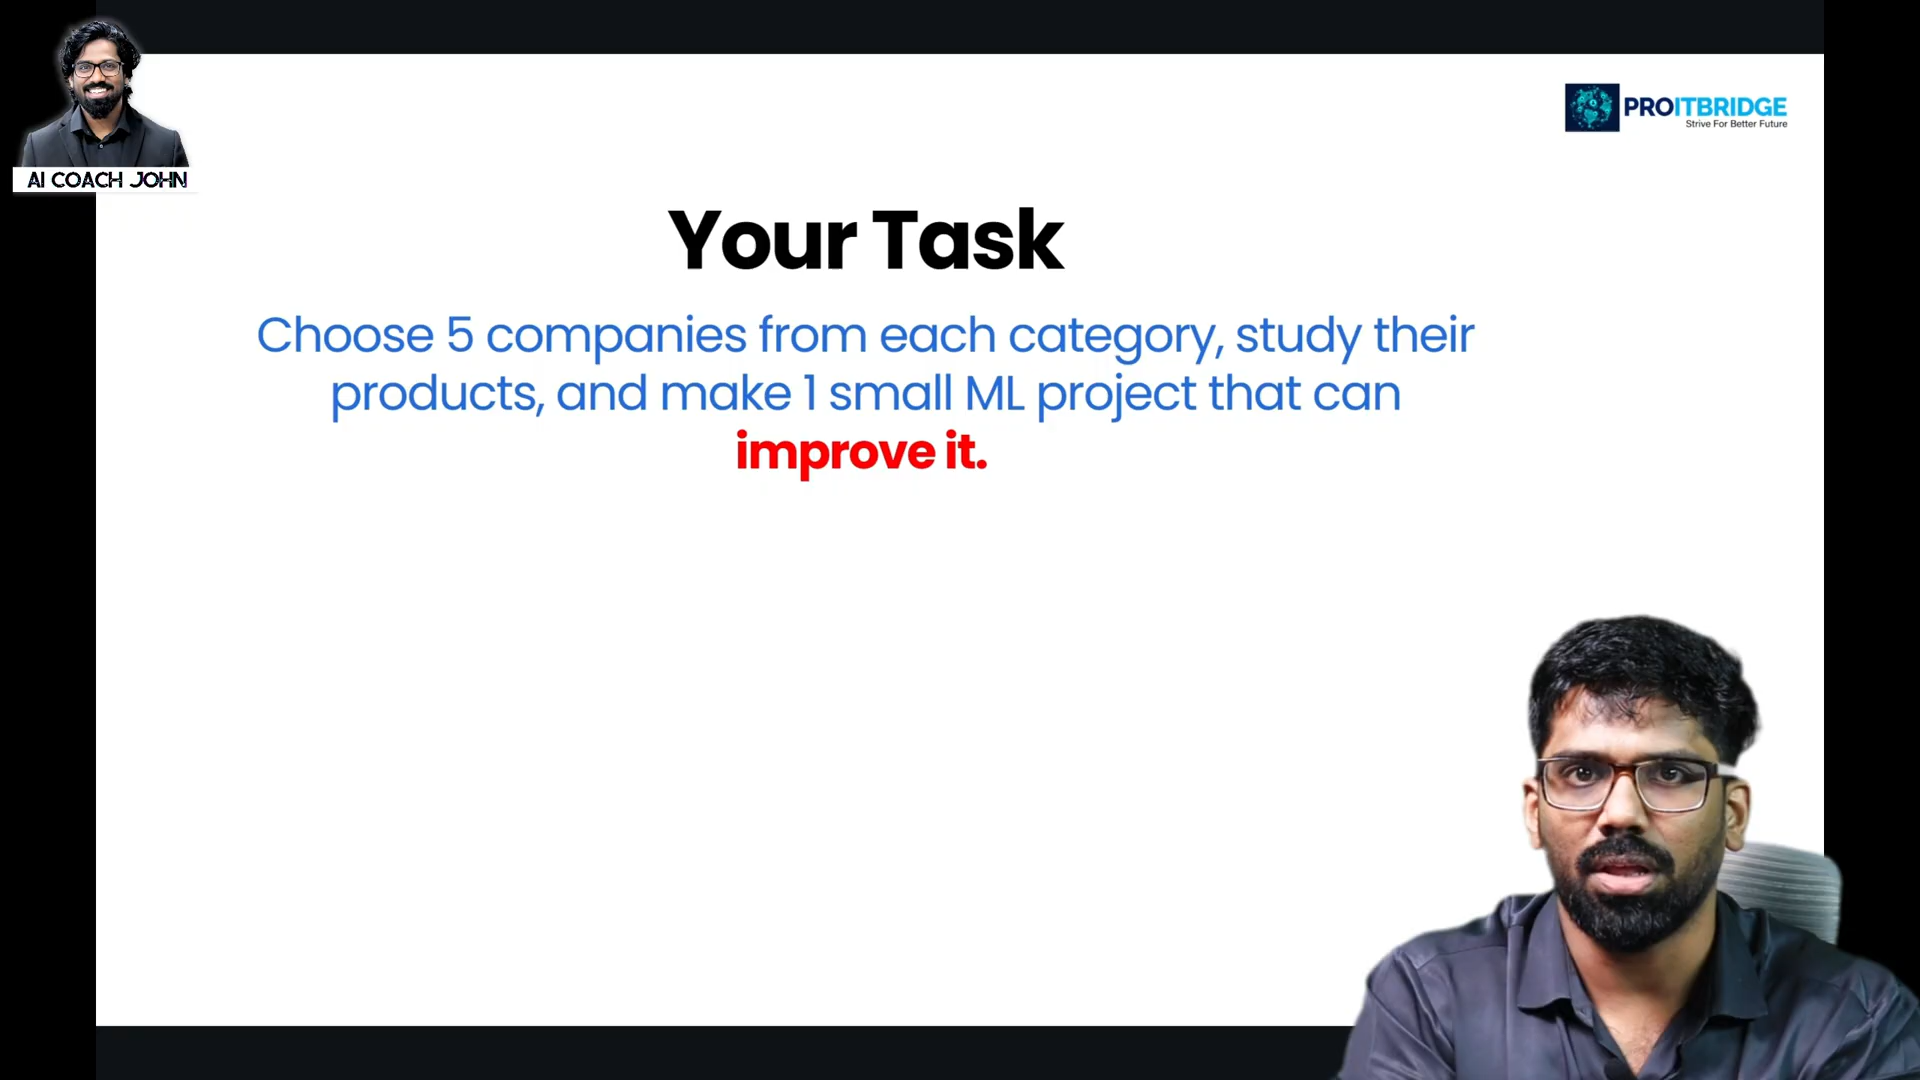 AI COACH JOHN
PROITBRIDGE
Strive For Better Future
Your Task
Choose 5 companies from each category, study their
products, and make 1 small ML project that can
improve it.